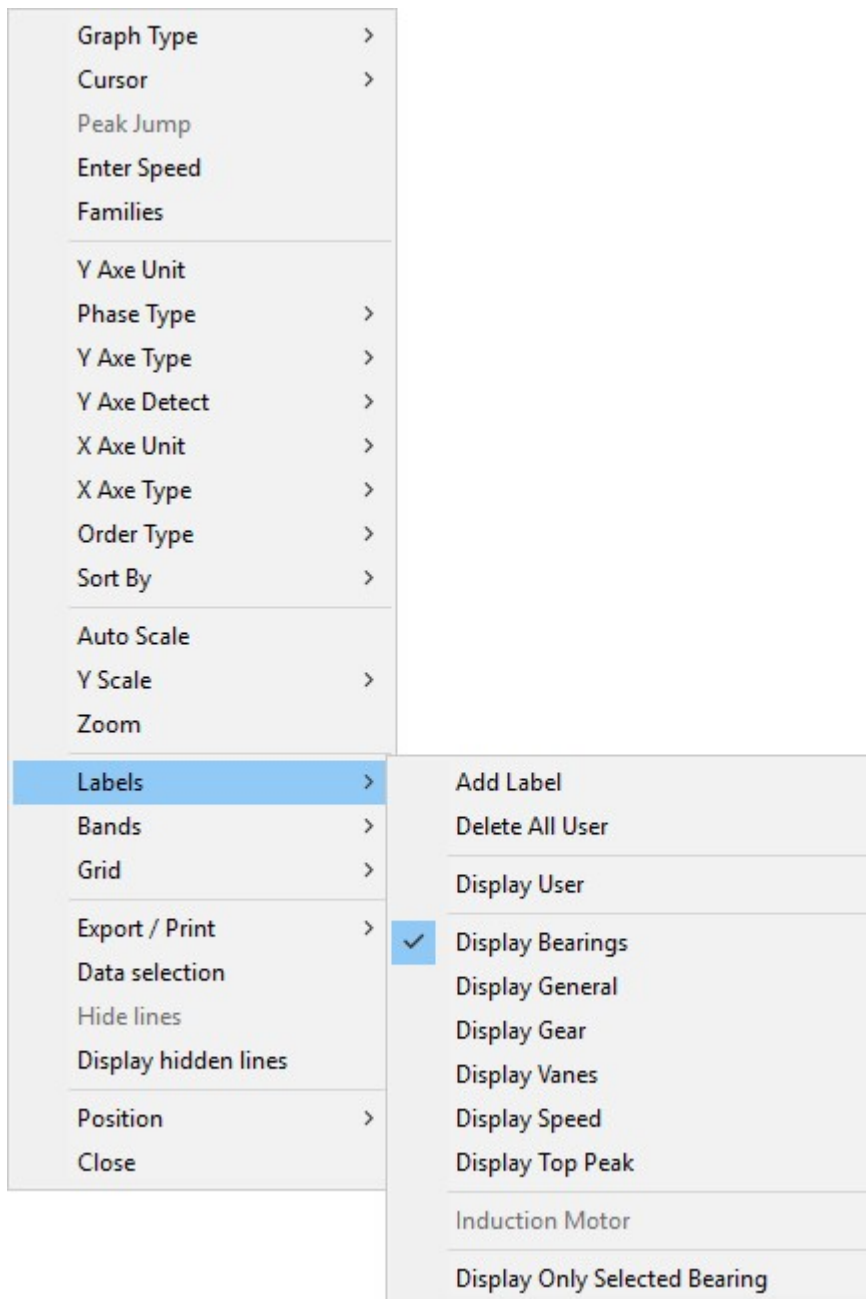 Graph Type
Cursor
Peak Jump
Enter Speed
Families
Y Axe Unit
Phase Type
Y Axe Type
Y Axe Detect
X Axe Unit
X Axe Type
Order Type
Sort By
Auto Scale
Y Scale
Zoom
Labels
Bands
Grid
Export / Print
Data selection
Hide lines
Display hidden lines
Position
Close
Add Label
Delete All User
Display User
Display Bearings
Display General
Display Gear
Display Vanes
Display Speed
Display Top Peak
Induction Motor
Display Only Selected Bearing